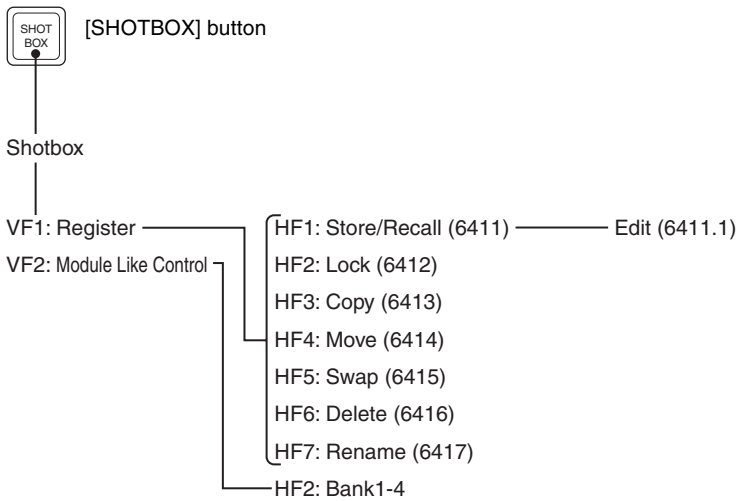 SHOT
BOX
[SHOTBOX] button
Shotbox
VF1: Register
HF1: Store/Recall (6411)
Edit (6411.1)
VF2: Module Like Control
HF2: Lock (6412)
HF3: Copy (6413)
HF4: Move (6414)
HF5: Swap (6415)
HF6: Delete (6416)
HF7: Rename (6417)
HF2: Bank1-4